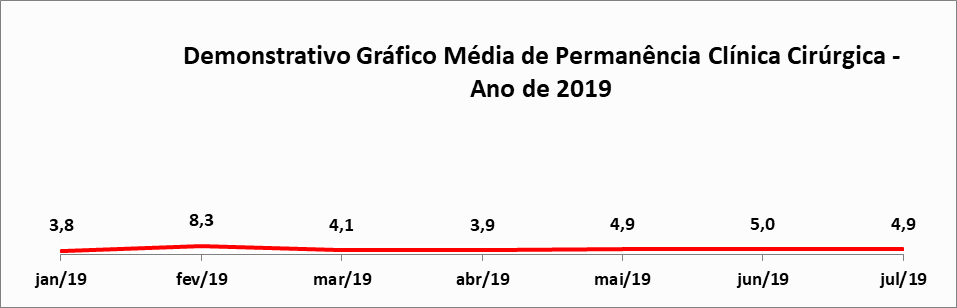 Demonstrativo Gráfico Média de Permanência Clínica Cirúrgica -
Ano de 2019
3,8 8,3 4,1 3,9 4,9 5,0 4,9
jan/19 fev/19 mar/19 abr/19 mai/19 jun/19 jul/19